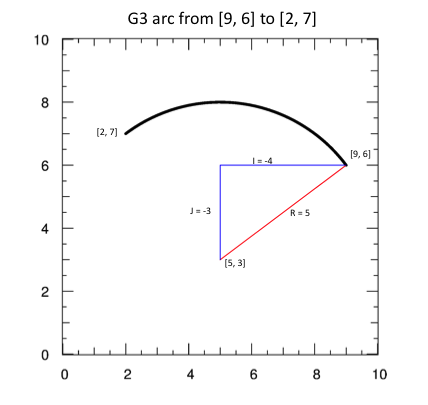 G3 arc from [9, 6] to [2, 7]
10
8
[2, 7]
[9, 6]
6
I = -4
J = -3
R = 5
4
[5, 3]
2
0
0 2 4 6 8 10